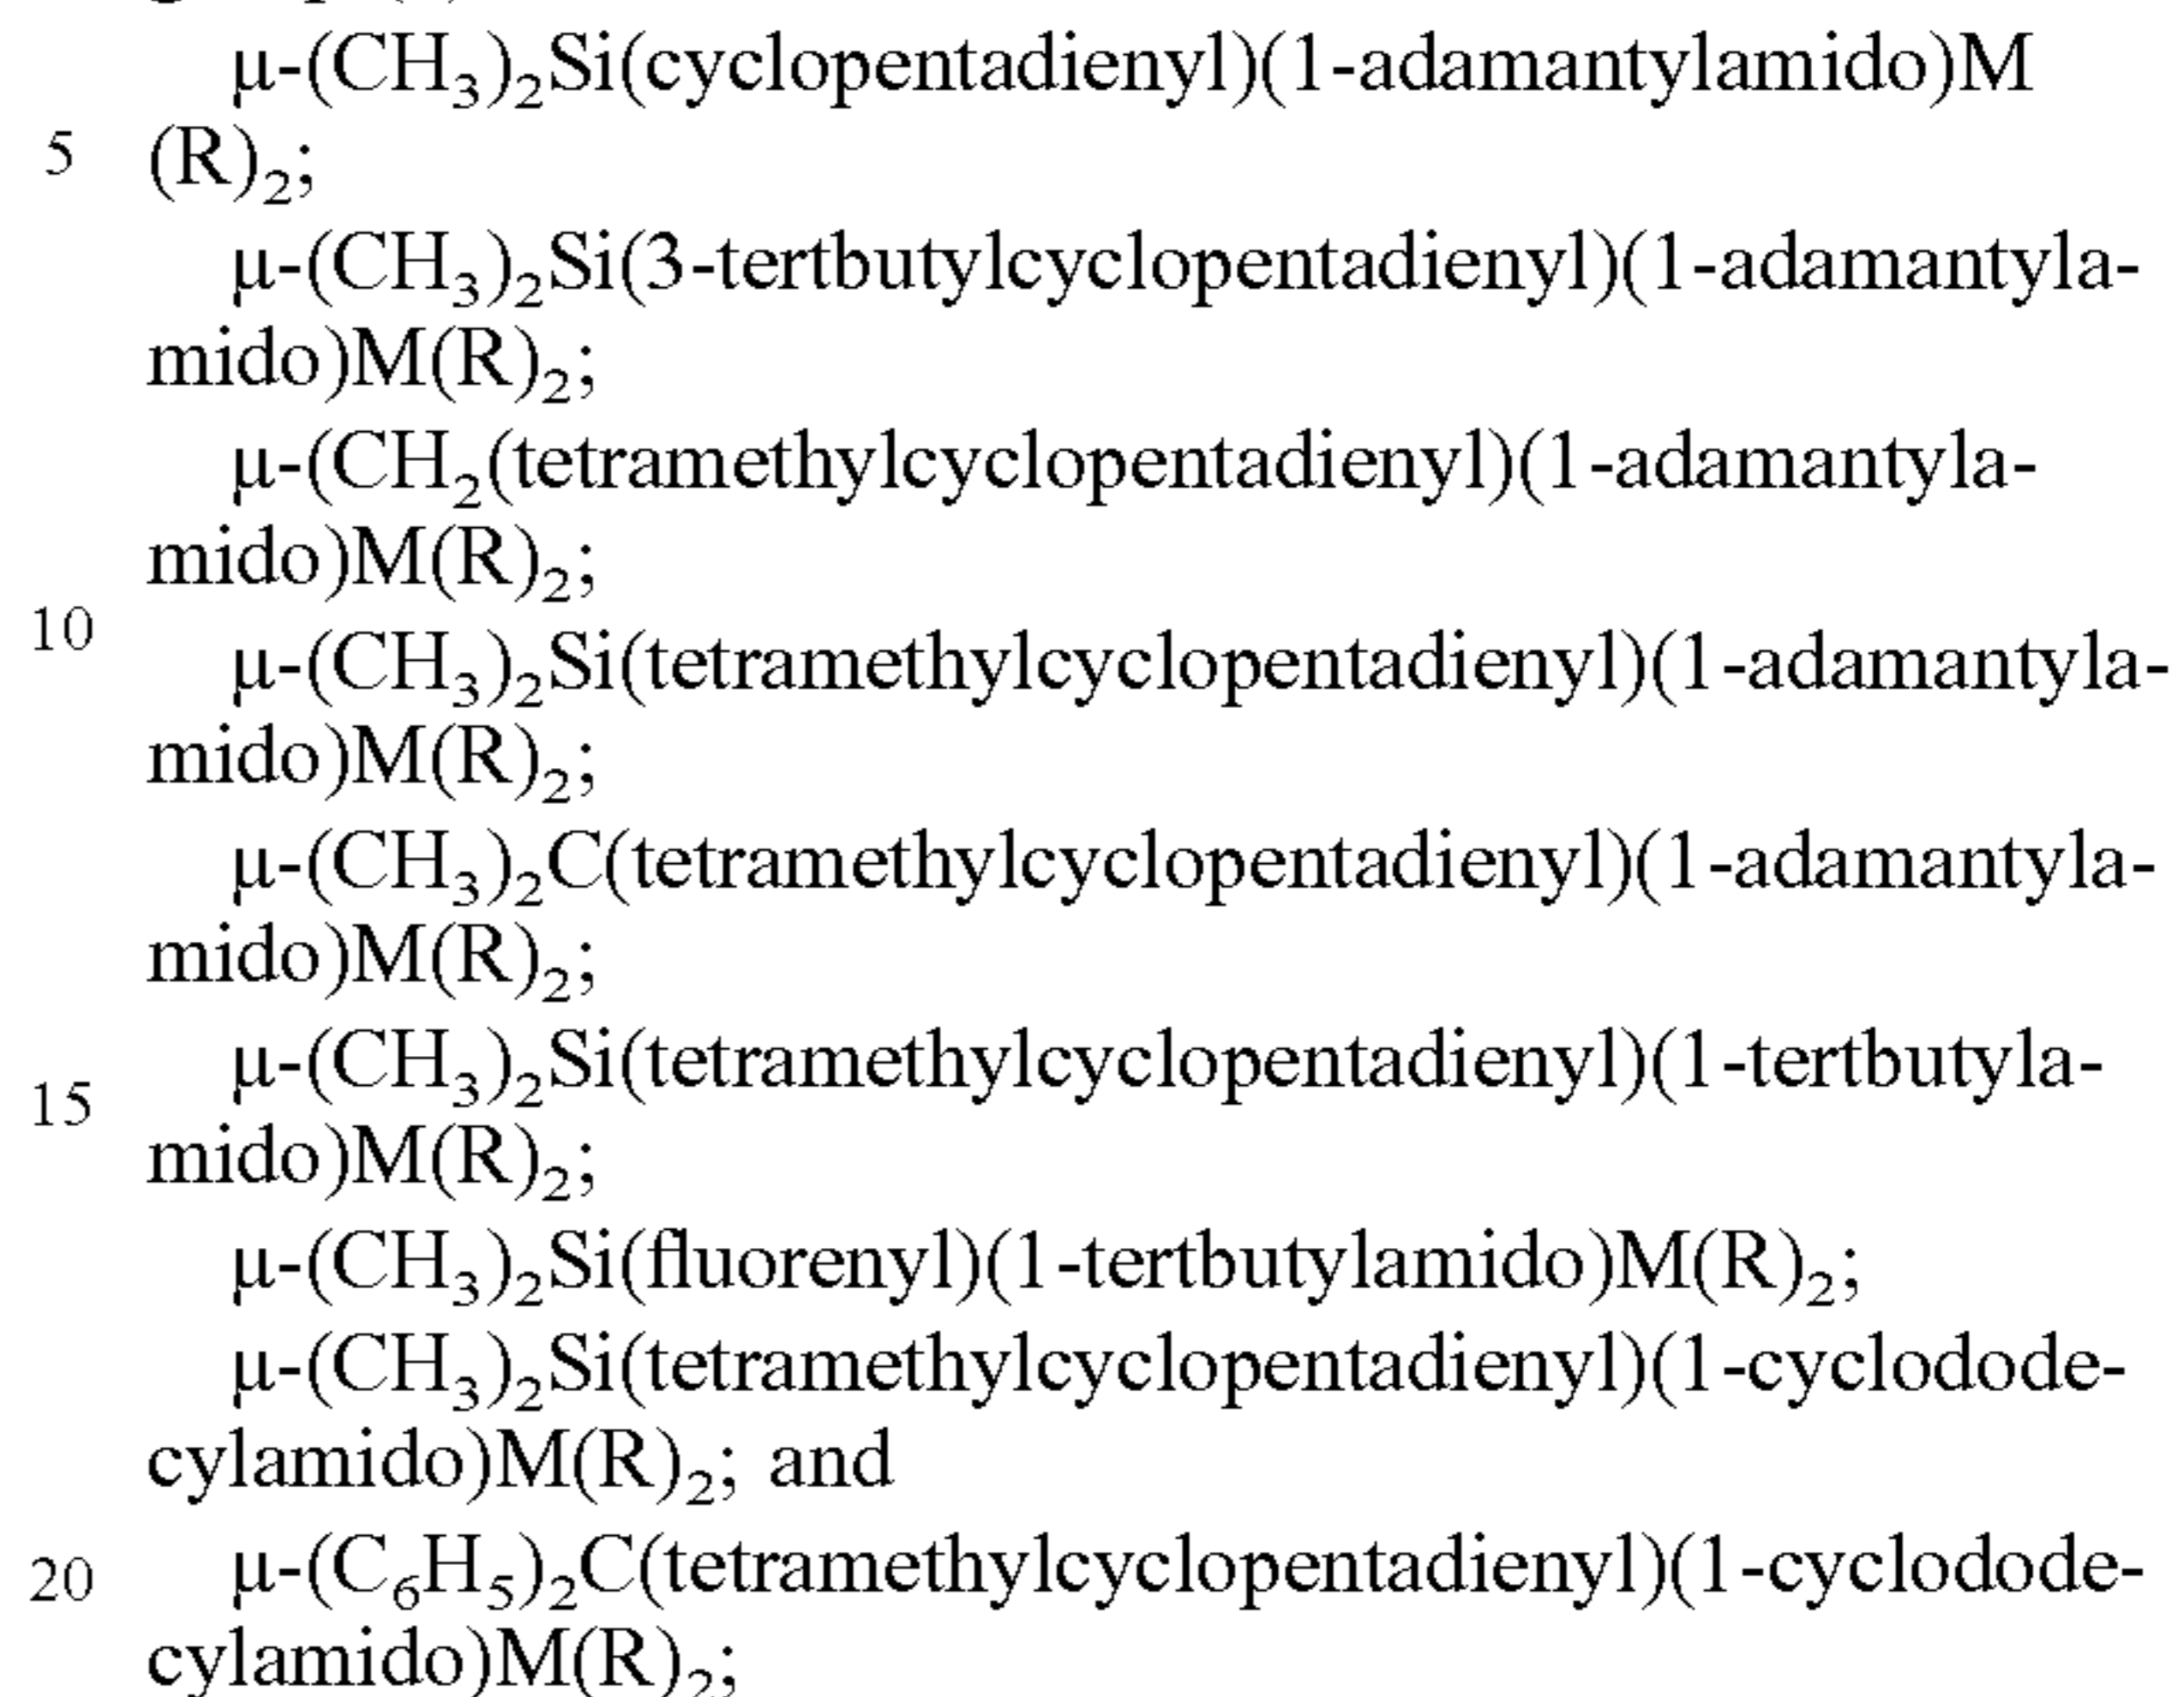 μ-(CH₃)₂Si(cyclopentadienyl)(1-adamantylamido)M
5 (R)₂;
μ-(CH₃)₂Si(3-tertbutylcyclopentadienyl)(1-adamantyla-
mido)M(R)₂;
μ-(CH₂(tetramethylcyclopentadienyl)(1-adamantyla-
mido)M(R)₂;
10
μ-(CH₃)₂Si(tetramethylcyclopentadienyl)(1-adamantyla-
mido)M(R)₂;
μ-(CH₃)₂C(tetramethylcyclopentadienyl)(1-adamantyla-
mido)M(R)₂;
μ-(CH₃)₂Si(tetramethylcyclopentadienyl)(1-tertbutyla-
15
mido)M(R)₂;
μ-(CH₃)₂Si(fluorenyl)(1-tertbutylamido)M(R)₂;
μ-(CH₃)₂Si(tetramethylcyclopentadienyl)(1-cyclodode-
cylamido)M(R)₂; and
20 μ-(C₆H₅)₂C(tetramethylcyclopentadienyl)(1-cyclodode-
cylamido)M(R)₂;